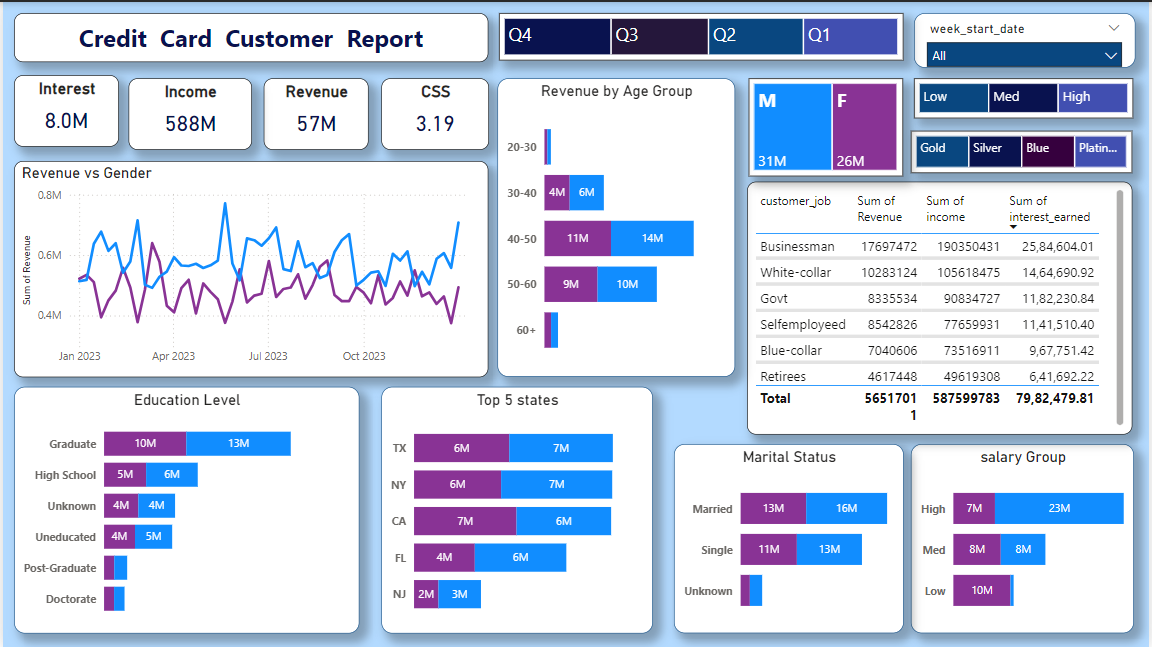 Credit Card Customer Report
Q4 Q3 Q2 Q1
week_start_date
All
Interest
8.0M
Income
588M
Revenue
57M
CSS
3.19
Revenue by Age Group
20-30
30-40 4M 6M
40-50 11M 14M
50-60 9M 10M
60+
M F
31M 26M
Low Med High
Gold Silver Blue Platin...
Revenue vs Gender
Sum of Revenue
0.8M
0.6M
0.4M
Jan 2023 Apr 2023 Jul 2023 Oct 2023
customer_job Sum of Revenue Sum of income Sum of interest_earned
Businessman 17697472 190350431 25,84,604.01
White-collar 10283124 105618475 14,64,690.92
Govt 8335534 90834727 11,82,230.84
Selfemployeed 8542826 77659931 11,41,510.40
Blue-collar 7040606 73516911 9,67,751.42
Retirees 4617448 49619308 6,41,692.22
Total 5651701 587599783 79,82,479.81
1
Education Level
Graduate 10M 13M
High School 5M 6M
Unknown 4M 4M
Uneducated 4M 5M
Post-Graduate
Doctorate
Top 5 states
TX 6M 7M
NY 6M 7M
CA 7M 6M
FL 4M 6M
NJ 2M 3M
Marital Status
Married 13M 16M
Single 11M 13M
Unknown
salary Group
High 7M 23M
Med 8M 8M
Low 10M